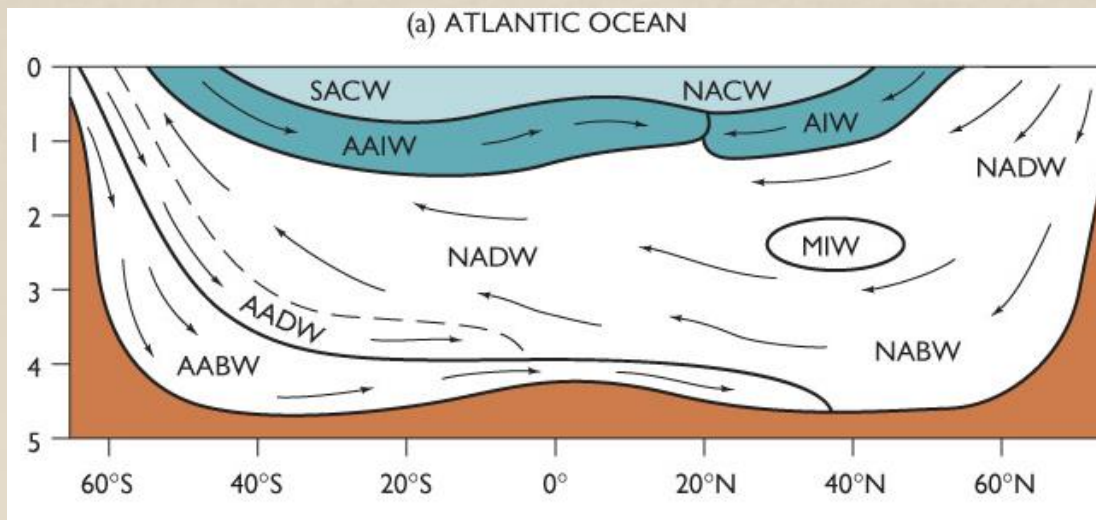 (a) ATLANTIC OCEAN
0
SACW
NACW
AAIW
AIW
1
NADW
2
MIW
NADW
3
AADW
NABW
AABW
4
5
60°S 40°S 20°S 0° 20°N 40°N 60°N